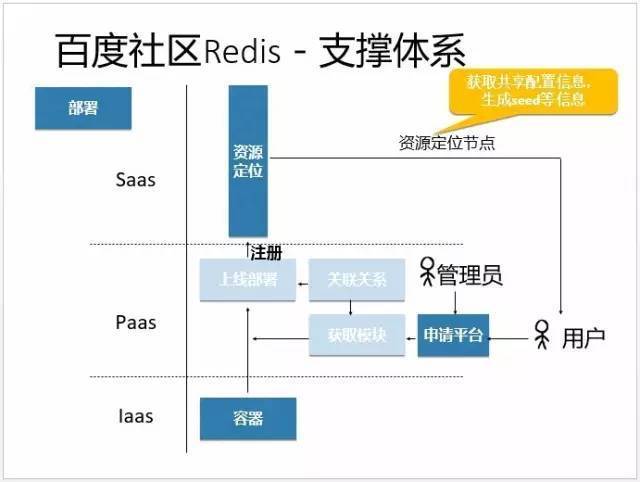 百度社区Redis - 支撑体系
部署
获取共享配置信息,
生成seed等信息
资源
定位
资源定位节点
Saas
注册
上线部署
关联关系
管理员
Paas
获取模块
申请平台
用户
Iaas
容器